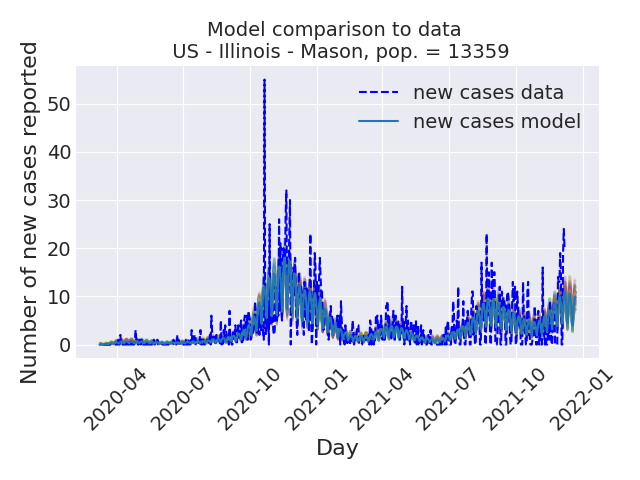 Model comparison to data
US - Illinois - Mason, pop. = 13359
Number of new cases reported
50
40
30
20
10
0
new cases data
new cases model
2020-04
2020-07
2020-10
2021-01
2021-04
2021-07
2021-10
2022-01
Day